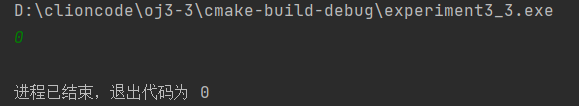 D:\clioncode\oj3-3\cmake-build-debug\experiment3_3.exe
0
进程已结束，退出代码为 0